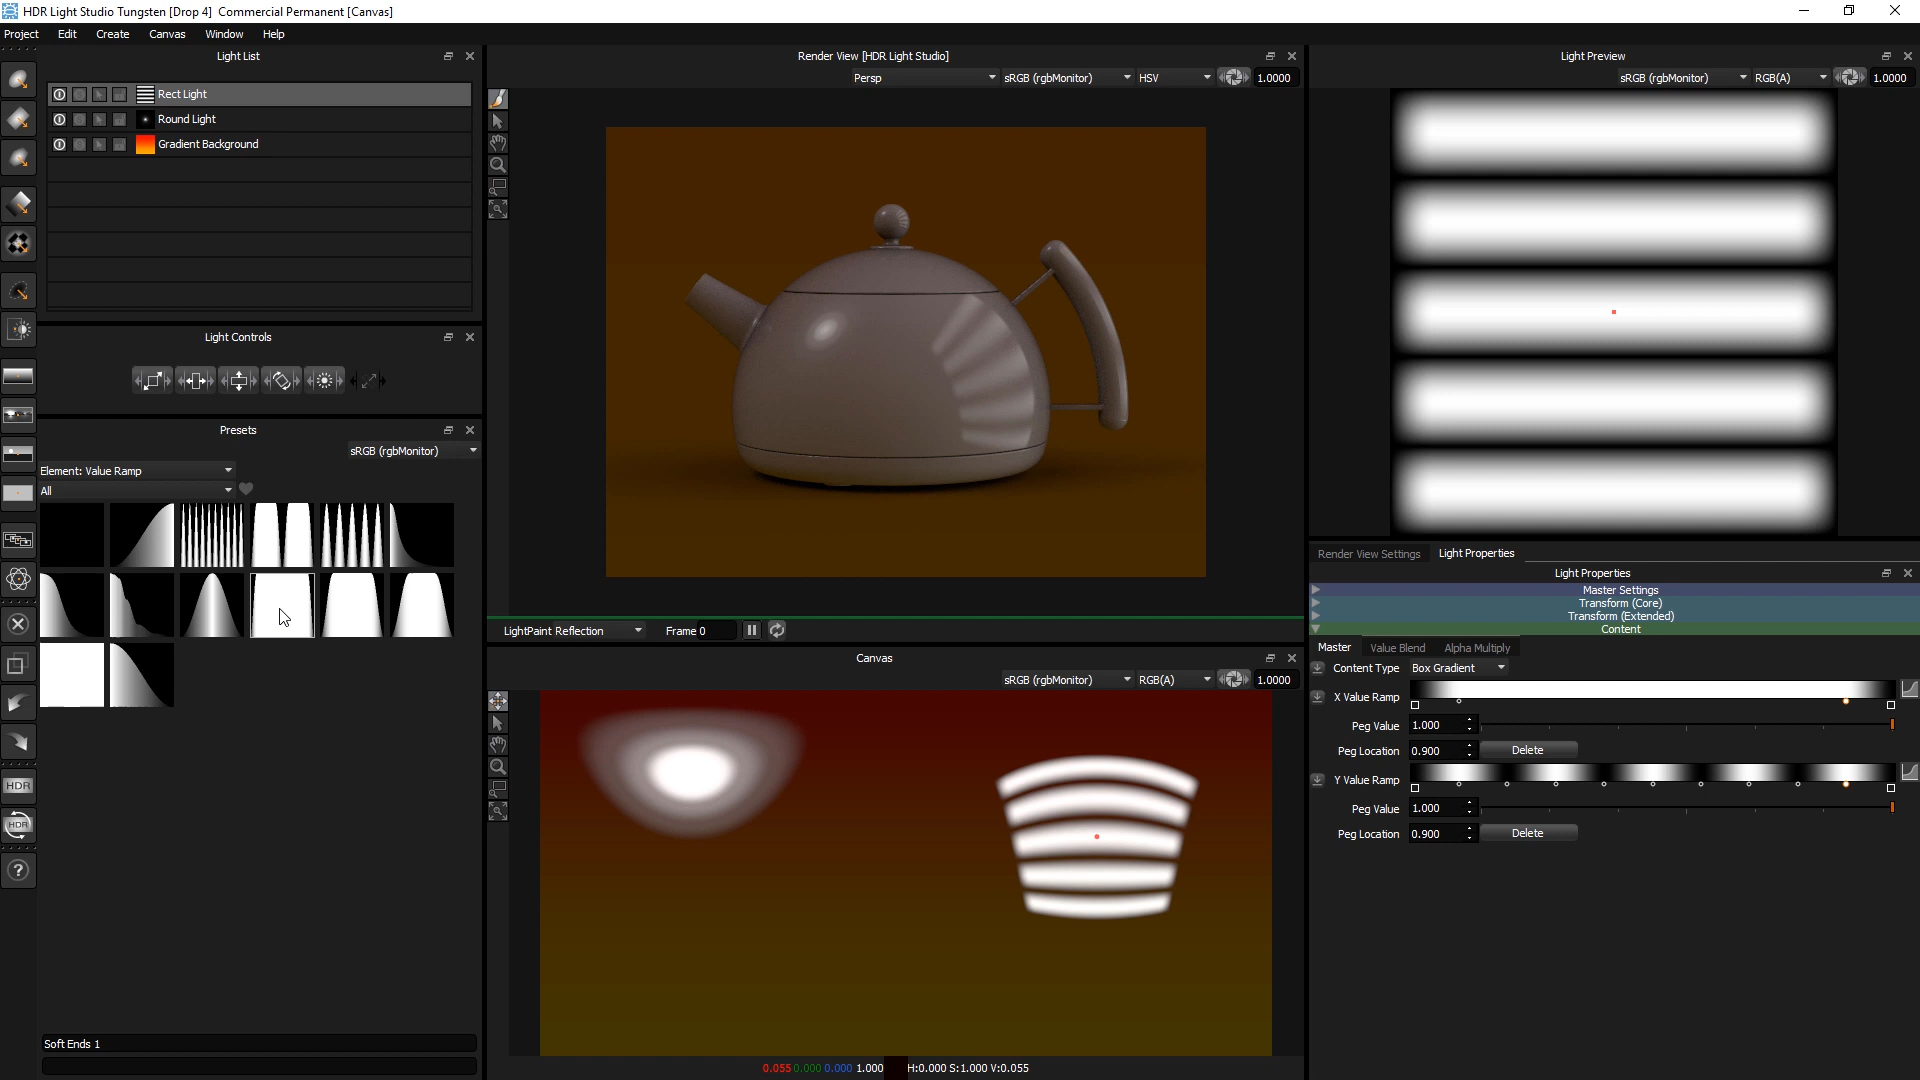 HDR Light Studio Tungsten [Drop 4]  Commercial Permanent [Canvas]
Project Edit Create Canvas Window Help
Light List
Rect Light
Round Light
Gradient Background
Light Controls
Presets
sRGB (rgbMonitor)
Element: Value Ramp
All
Soft Ends 1
HDR
HDR
?
Render View [HDR Light Studio]
Persp sRGB (rgbMonitor) HSV 1.0000
LightPaint Reflection Frame 0
Canvas
sRGB (rgbMonitor) RGB(A) 1.0000
0.055 0.000 0.000 1.000 H:0.000 S:1.000 V:0.055
Light Preview
sRGB (rgbMonitor) RGB(A) 1.0000
Render View Settings Light Properties
Light Properties
Master Settings
Transform (Core)
Transform (Extended)
Content
Master Value Blend Alpha Multiply
Content Type Box Gradient
X Value Ramp
Peg Value 1.000
Peg Location 0.900 Delete
Y Value Ramp
Peg Value 1.000
Peg Location 0.900 Delete